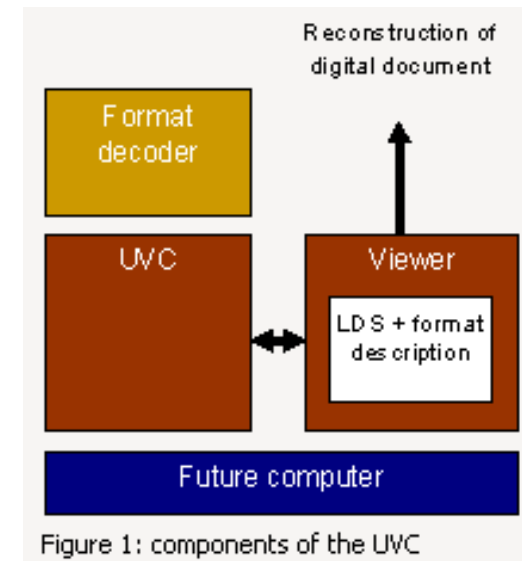 Reconstruction of
digital document
Format
decoder
UVC
Viewer
LDS + format
description
Future computer
Figure 1: components of the UVC